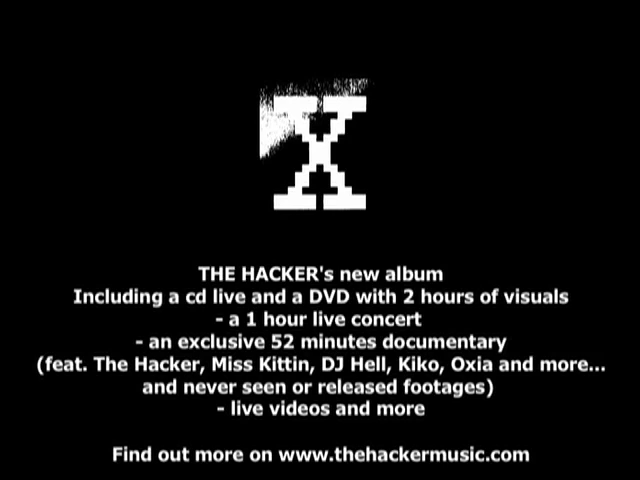 X
THE HACKER's new album
Including a cd live and a DVD with 2 hours of visuals
- a 1 hour live concert
- an exclusive 52 minutes documentary
(feat. The Hacker, Miss Kittin, DJ Hell, Kiko, Oxia and more...
and never seen or released footages)
- live videos and more
Find out more on www.thehackermusic.com